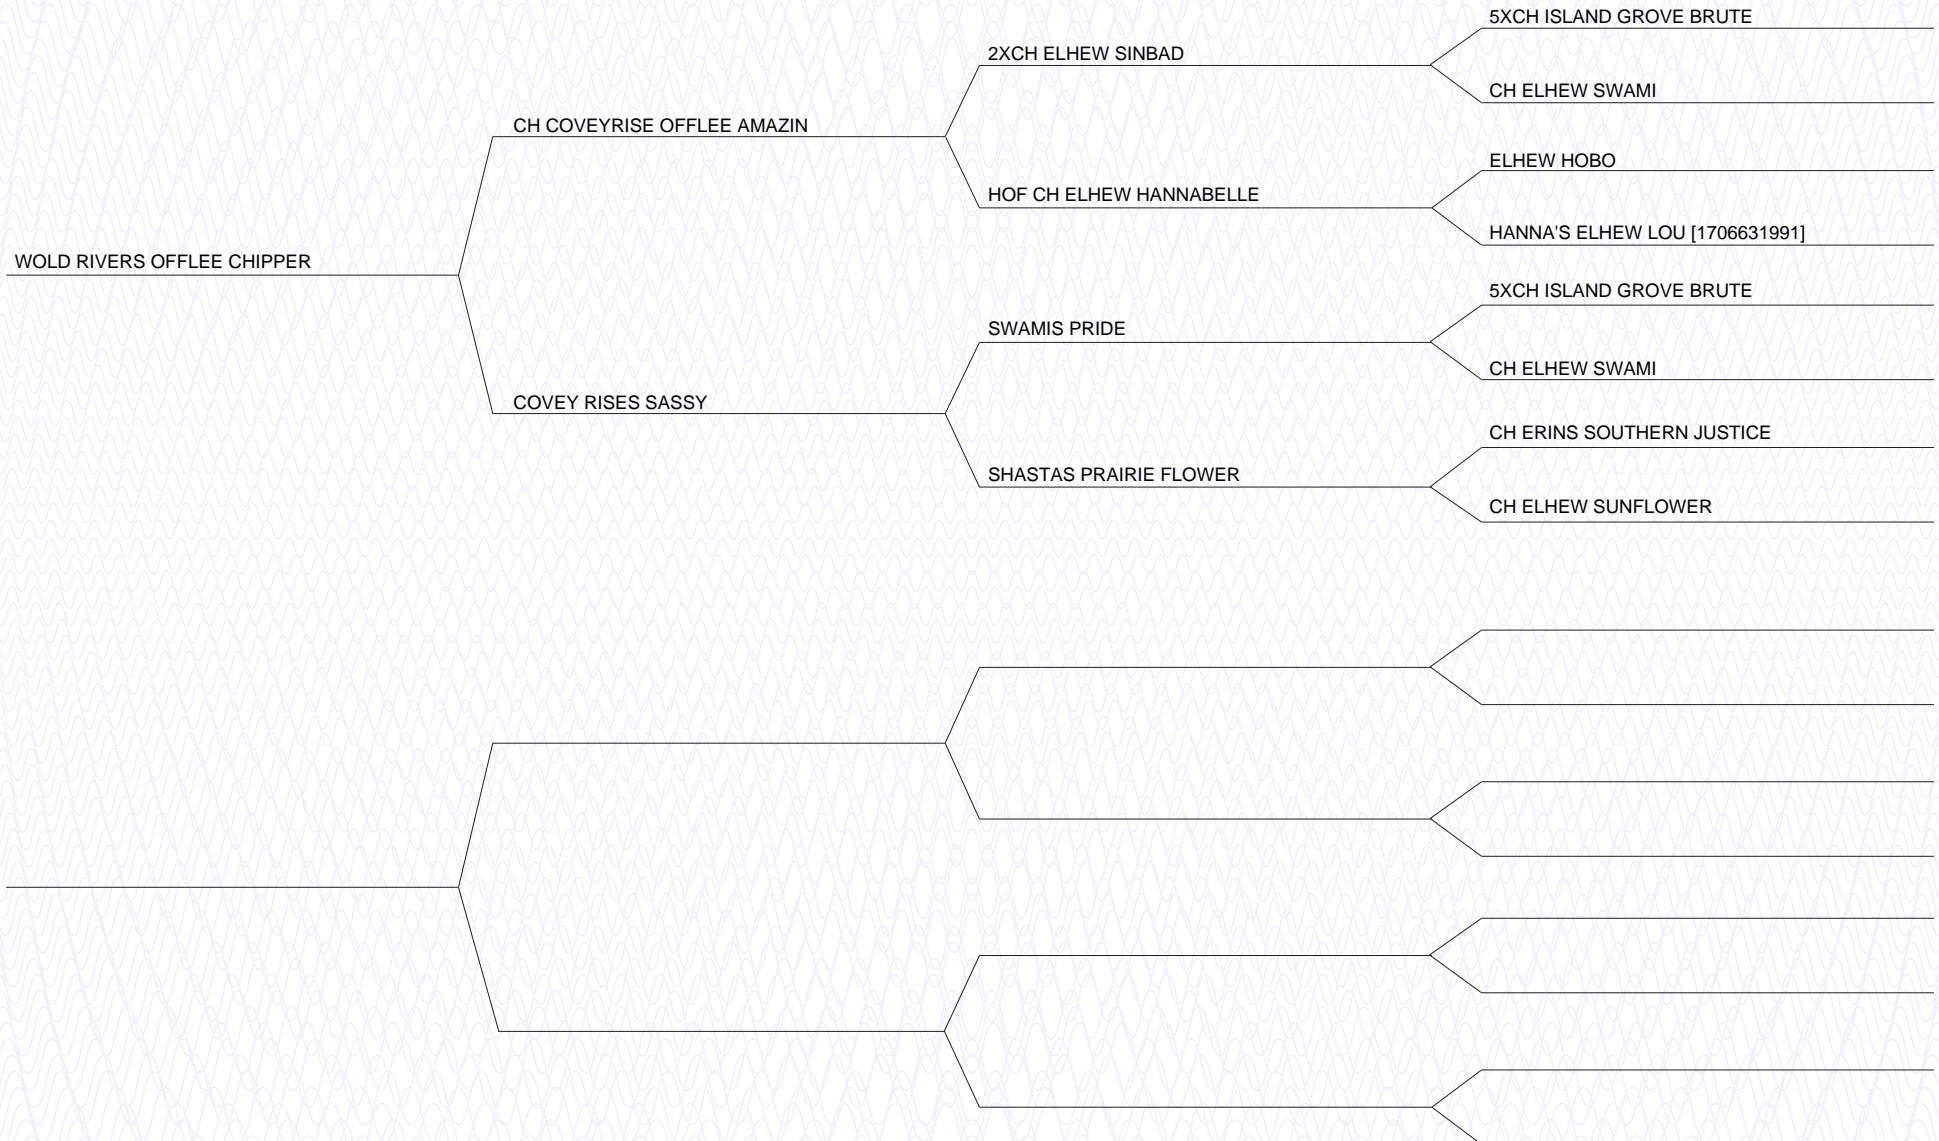 5XCH ISLAND GROVE BRUTE
2XCH ELHEW SINBAD
CH ELHEW SWAMI
CH COVEYRISE OFFLEE AMAZIN
ELHEW HOBO
HOF CH ELHEW HANNABELLE
HANNA'S ELHEW LOU [1706631991]
WOLD RIVERS OFFLEE CHIPPER
5XCH ISLAND GROVE BRUTE
SWAMIS PRIDE
CH ELHEW SWAMI
COVEY RISES SASSY
CH ERINS SOUTHERN JUSTICE
SHASTAS PRAIRIE FLOWER
CH ELHEW SUNFLOWER